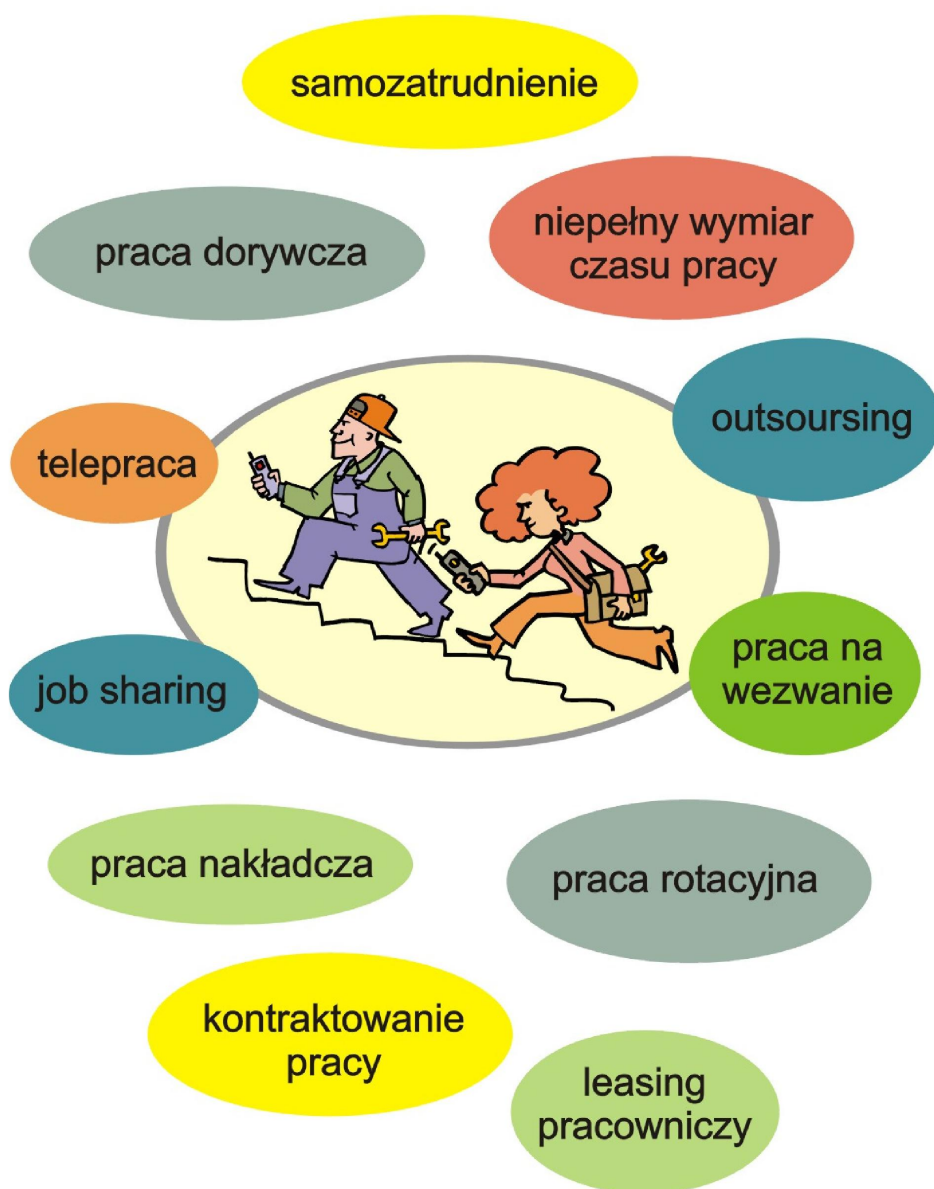 samozatrudnienie
praca dorywcza
niepełny wymiar
czasu pracy
outsoursing
telepraca
praca na
wezwanie
job sharing
praca nakładcza
praca rotacyjna
kontraktowanie
pracy
leasing
pracowniczy